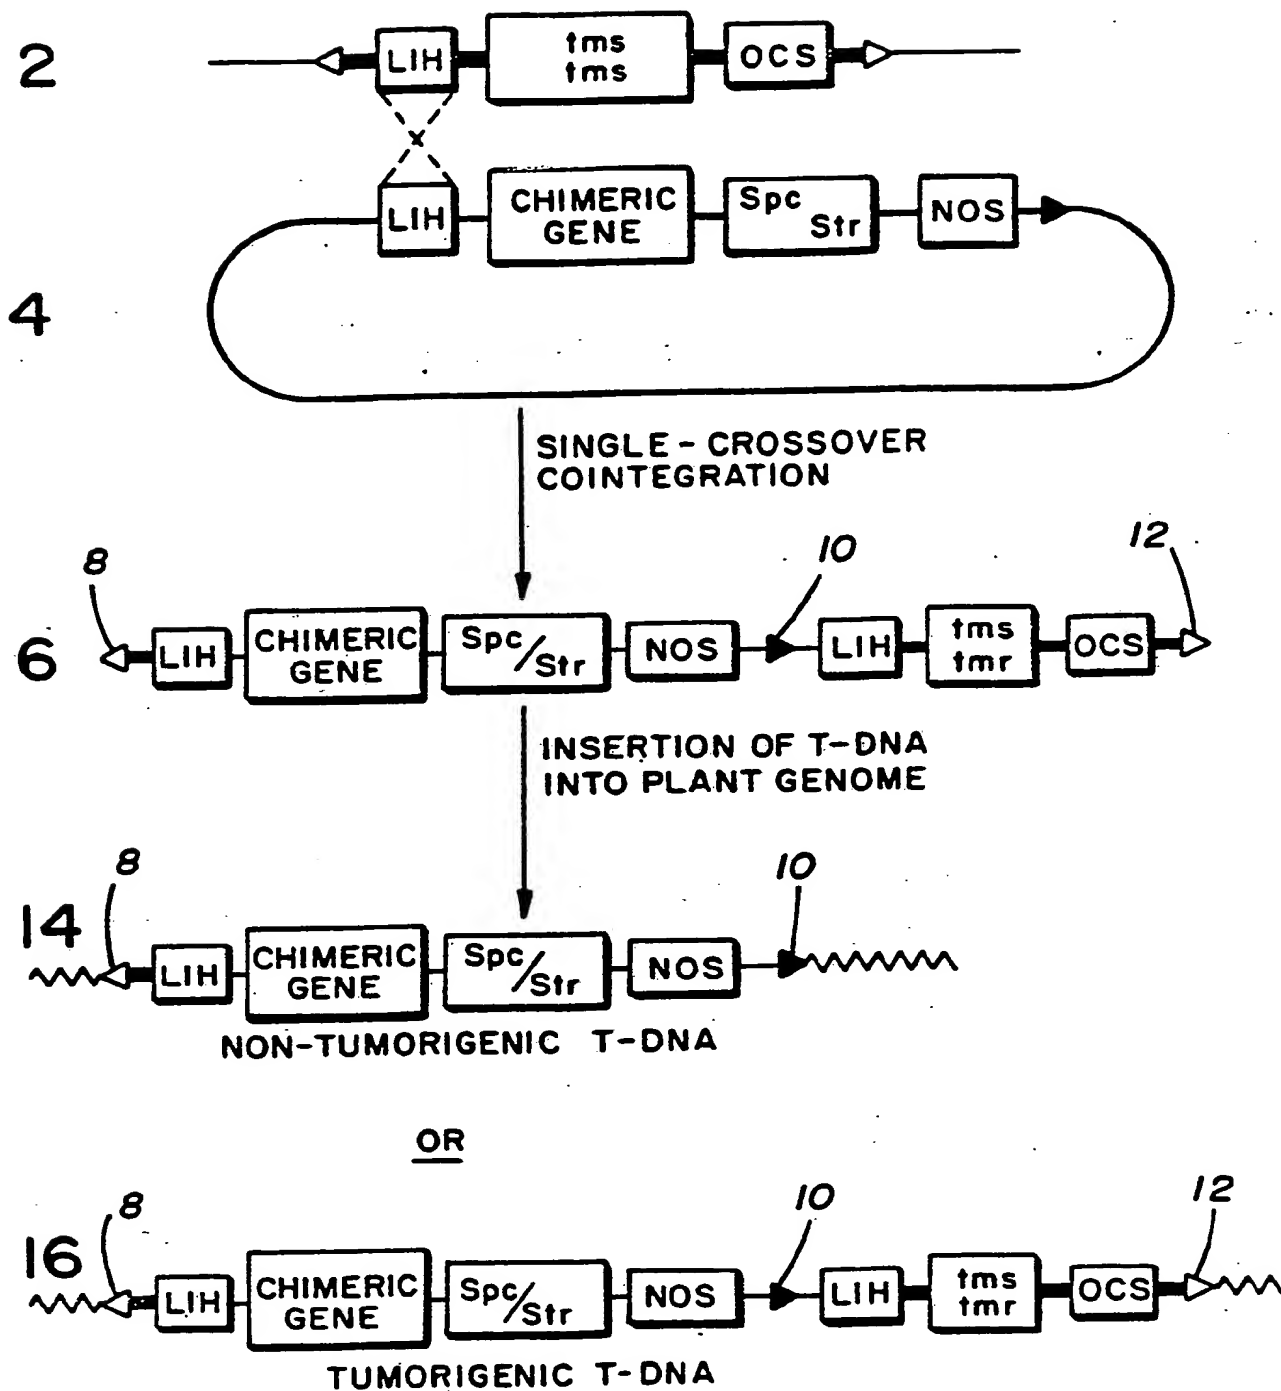 2
LIH
tms
tms
OCS
4
LIH
CHIMERIC
GENE
Spc
Str
NOS
SINGLE-CROSSOVER
COINTEGRATION
6
8
LIH
CHIMERIC
GENE
Spc/
Str
NOS
10
LIH
tms
tmr
OCS
12
INSERTION OF T-DNA
INTO PLANT GENOME
14
8
LIH
CHIMERIC
GENE
Spc/
Str
NOS
10
NON-TUMORIGENIC T-DNA
OR
16
8
LIH
CHIMERIC
GENE
Spc/
Str
NOS
10
LIH
tms
tmr
OCS
12
TUMORIGENIC T-DNA